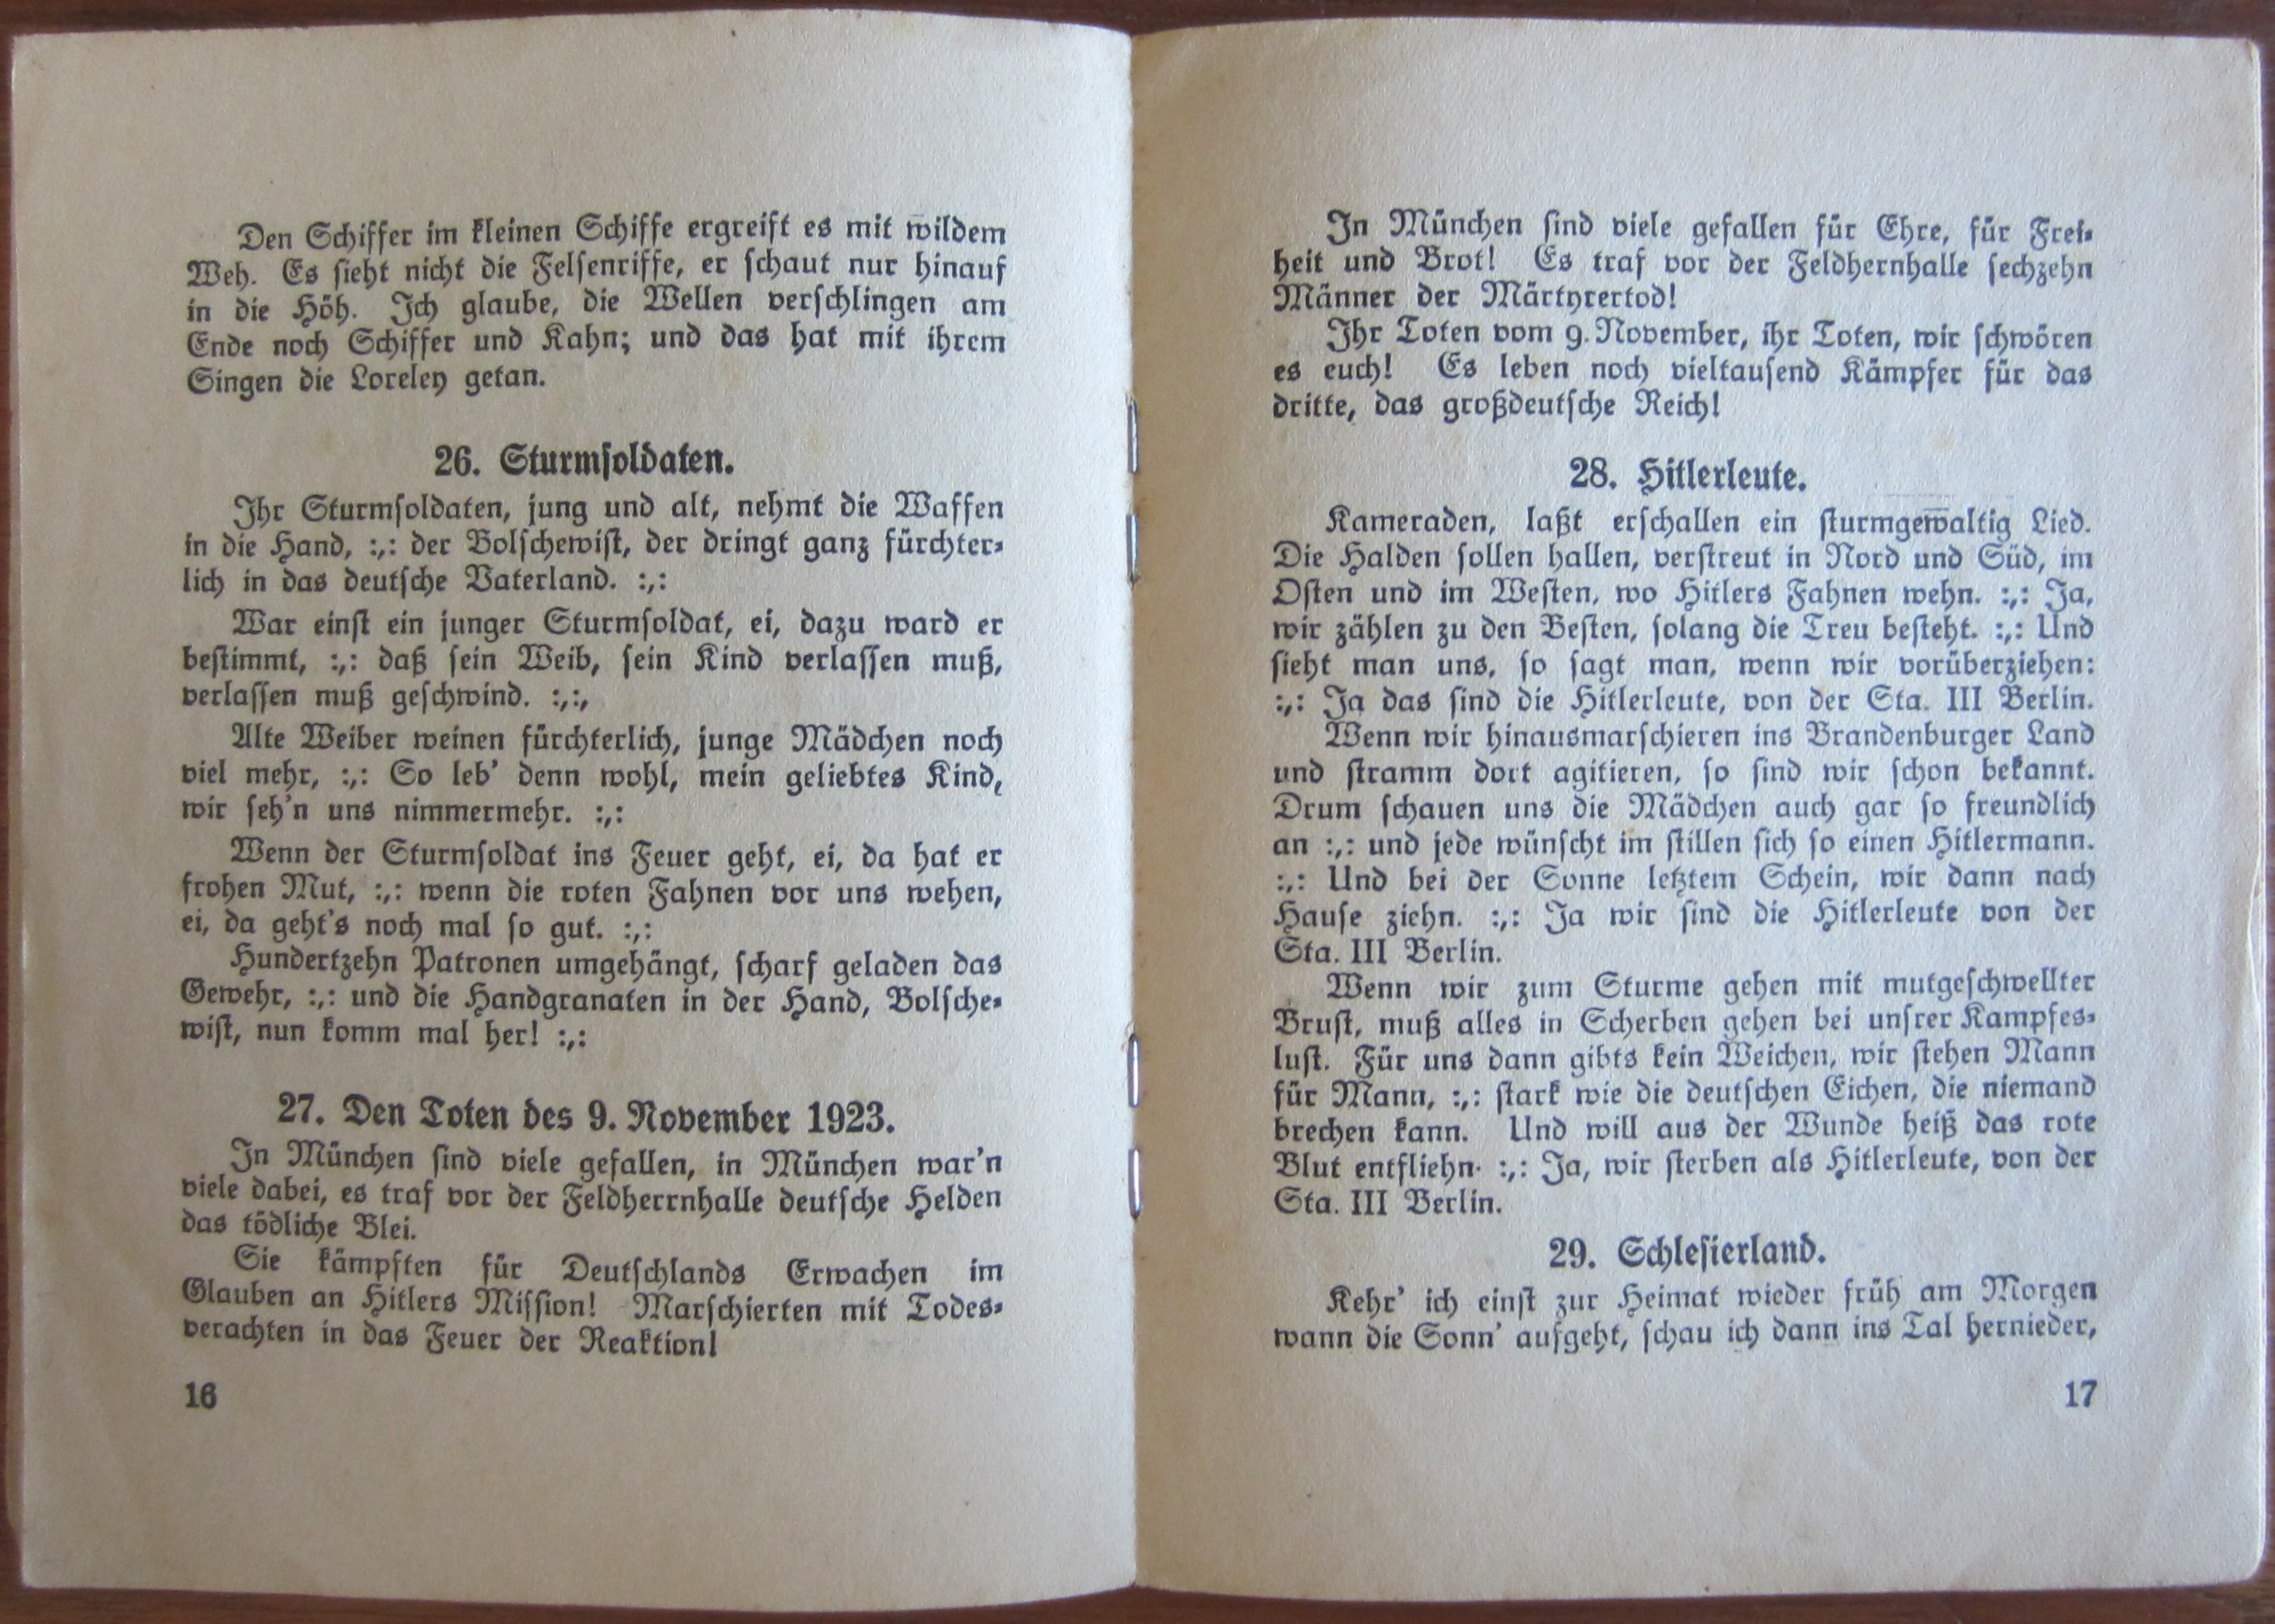 Den Schiffer im kleinen Schiffe ergreift es mit wildem
Weh. Es sieht nicht die Felsenriffe, er schaut nur hinauf
in die Höh. Ich glaube, die Wellen verschlingen am
Ende noch Schiffer und Kahn; und das hat mit ihrem
Singen die Loreley getan.
26. Sturmsoldaten.
Ihr Sturmsoldaten, jung und alt, nehmt die Waffen
in die Hand, :,: der Bolschewist, der dringt ganz fürchter-
lich in das deutsche Vaterland. :,:
War einst ein junger Sturmsoldat, ei, dazu ward er
bestimmt, :,: daß sein Weib, sein Kind verlassen muß,
verlassen muß geschwind. :,:,
Alte Weiber weinen fürchterlich, junge Mädchen noch
viel mehr, :,: So leb' denn wohl, mein geliebtes Kind,
wir seh'n uns nimmermehr. :,:
Wenn der Sturmsoldat ins Feuer geht, ei, da hat er
frohen Mut, :,: wenn die roten Fahnen vor uns wehen,
ei, da geht's noch mal so gut. :,:
Hundertzehn Patronen umgehängt, scharf geladen das
Gewehr, :,: und die Handgranaten in der Hand, Bolsche-
wist, nun komm mal her! :,:
27. Den Toten des 9. November 1923.
In München sind viele gefallen, in München war'n
viele dabei, es traf vor der Feldherrnhalle deutsche Helden
das tödliche Blei.
Sie kämpften für Deutschlands Erwachen im
Glauben an Hitlers Mission! Marschierten mit Todes-
verachten in das Feuer der Reaktion!
16
In München sind viele gefallen für Ehre, für Frei-
heit und Brot! Es traf vor der Feldhernhalle sechzehn
Männer der Märtyrertod!
Ihr Toten vom 9. November, ihr Toten, wir schwören
es euch! Es leben noch vieltausend Kämpfer für das
dritte, das großdeutsche Reich!
28. Hitlerleute.
Kameraden, laßt erschallen ein sturmgewaltig Lied.
Die Halden sollen hallen, verstreut in Nord und Süd, im
Osten und im Westen, wo Hitlers Fahnen wehn. :,: Ja,
wir zählen zu den Besten, solang die Treu besteht. :,: Und
sieht man uns, so sagt man, wenn wir vorüberziehen:
:,: Ja das sind die Hitlerleute, von der Sta. III Berlin.
Wenn wir hinausmarschieren ins Brandenburger Land
und stramm dort agitieren, so sind wir schon bekannt.
Drum schauen uns die Mädchen auch gar so freundlich
an :,: und jede wünscht im stillen sich so einen Hitlermann.
:,: Und bei der Sonne letztem Schein, wir dann nach
Hause ziehn. :,: Ja wir sind die Hitlerleute von der
Sta. III Berlin.
Wenn wir zum Sturme gehen mit mutgeschwellter
Brust, muß alles in Scherben gehen bei unsrer Kampfes-
lust. Für uns dann gibts kein Weichen, wir stehen Mann
für Mann, :,: stark wie die deutschen Eichen, die niemand
brechen kann. Und will aus der Wunde heiß das rote
Blut entfliehn. :,: Ja, wir sterben als Hitlerleute, von der
Sta. III Berlin.
29. Schlesierland.
Kehr' ich einst zur Heimat wieder früh am Morgen
wann die Sonn' aufgeht, schau ich dann ins Tal hernieder,
17